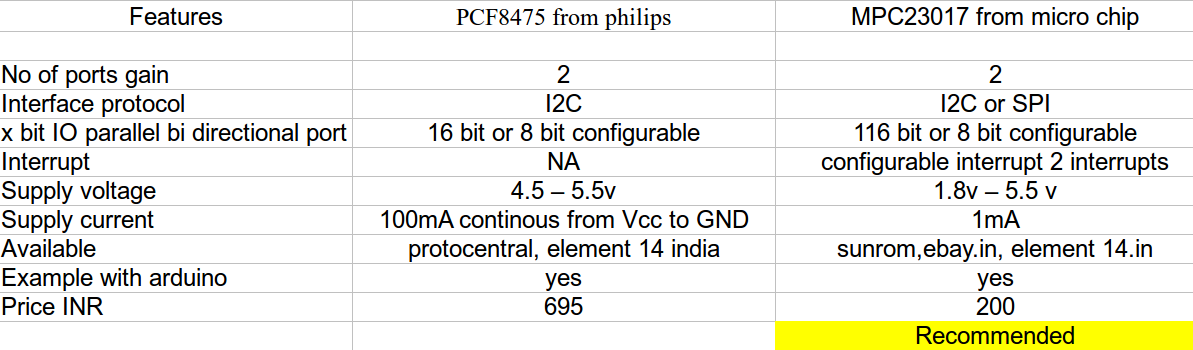 Features PCF8475 from philips MPC23017 from micro chip
No of ports gain 2 2
Interface protocol I2C I2C or SPI
x bit IO parallel bi directional port 16 bit or 8 bit configurable 116 bit or 8 bit configurable
Interrupt NA configurable interrupt 2 interrupts
Supply voltage 4.5 – 5.5v 1.8v – 5.5 v
Supply current 100mA continous from Vcc to GND 1mA
Available protocentral, element 14 india sunrom,ebay.in, element 14.in
Example with arduino yes yes
Price INR 695 200
Recommended